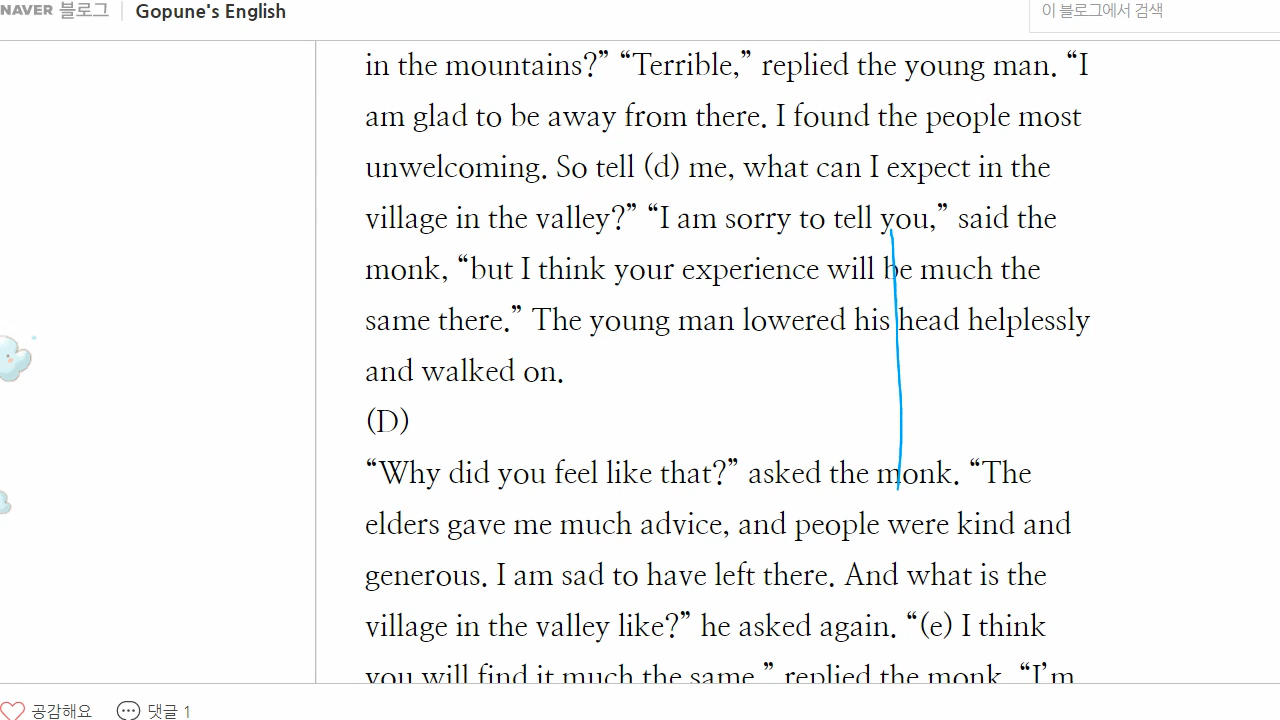 NAVER 블로그 Gopune's English 이 블로그에서 검색
in the mountains?” “Terrible,” replied the young man. “I
am glad to be away from there. I found the people most
unwelcoming. So tell (d) me, what can I expect in the
village in the valley?” “I am sorry to tell you,” said the
monk, “but I think your experience will be much the
same there.” The young man lowered his head helplessly
and walked on.
(D)
“Why did you feel like that?” asked the monk. “The
elders gave me much advice, and people were kind and
generous. I am sad to have left there. And what is the
village in the valley like?” he asked again. “(e) I think
you will find it much the same,” replied the monk. “I’m
공감해요 댓글 1